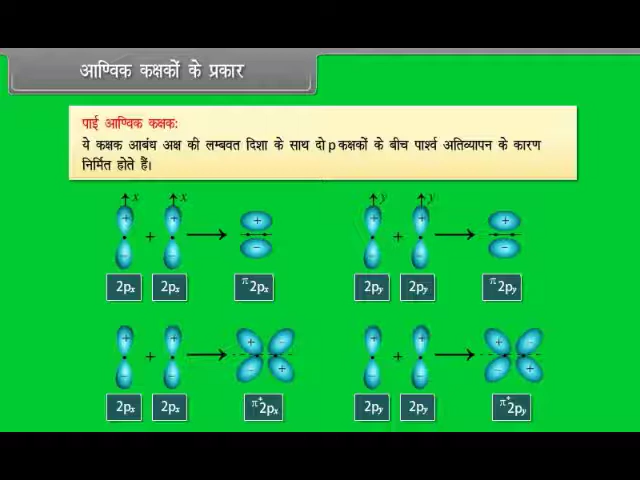 आण्विक कक्षकों के प्रकार
पाई आण्विक कक्षक:
ये कक्षक आबंध अक्ष की लम्बवत दिशा के साथ दो p कक्षकों के बीच पार्श्व अतिव्यापन के कारण
निर्मित होते हैं।
x x y y
+ + + + + +
− − − − − −
2px 2px π2px 2py 2py π2py
+ + + − + + + −
− − − + − − − +
2px 2px π*2px 2py 2py π*2py